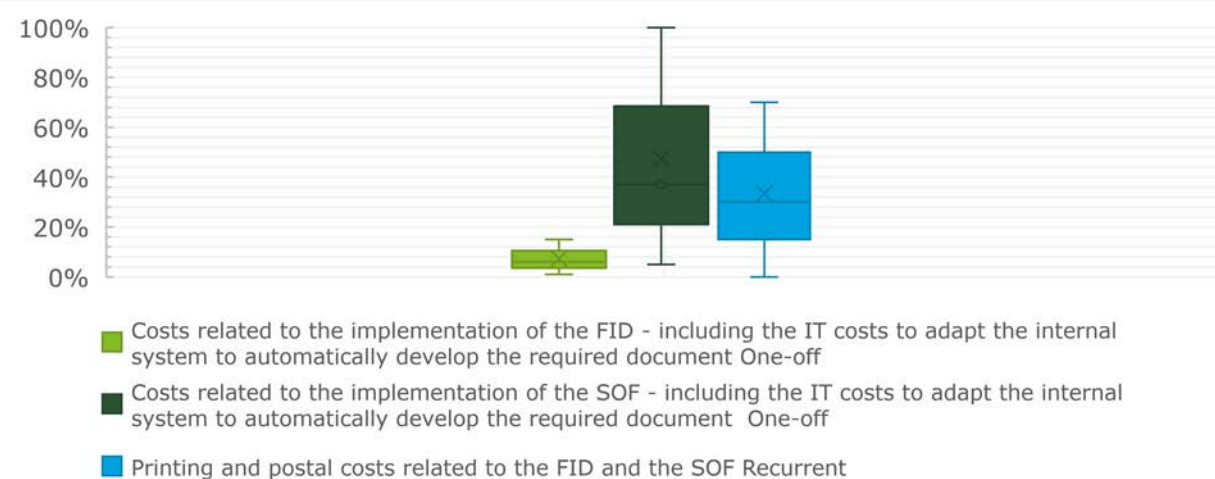 100%
80%
60%
40%
20%
0%
Costs related to the implementation of the FID - including the IT costs to adapt the internal
system to automatically develop the required document One-off
Costs related to the implementation of the SOF - including the IT costs to adapt the internal
system to automatically develop the required document  One-off
Printing and postal costs related to the FID and the SOF Recurrent